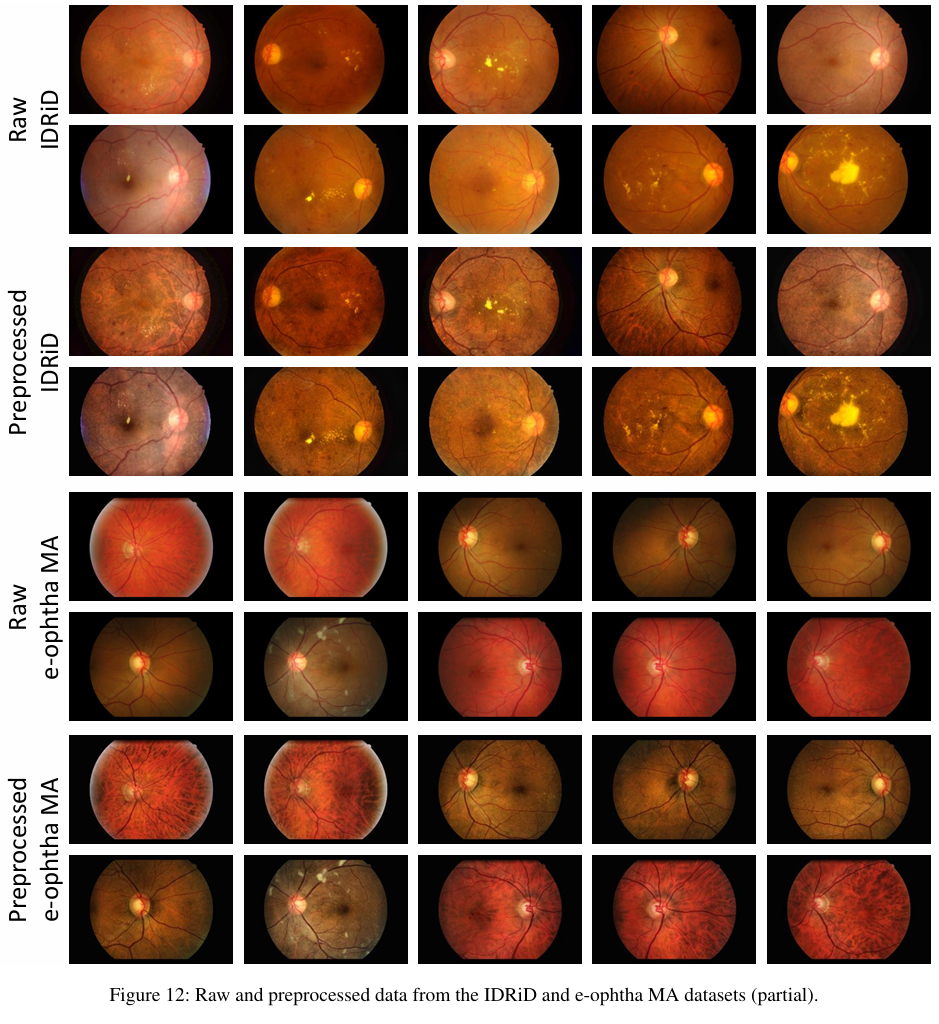 Raw
IDRiD
Preprocessed
IDRiD
Raw
e-ophtha MA
Preprocessed
e-ophtha MA
Figure 12: Raw and preprocessed data from the IDRiD and e-ophtha MA datasets (partial).